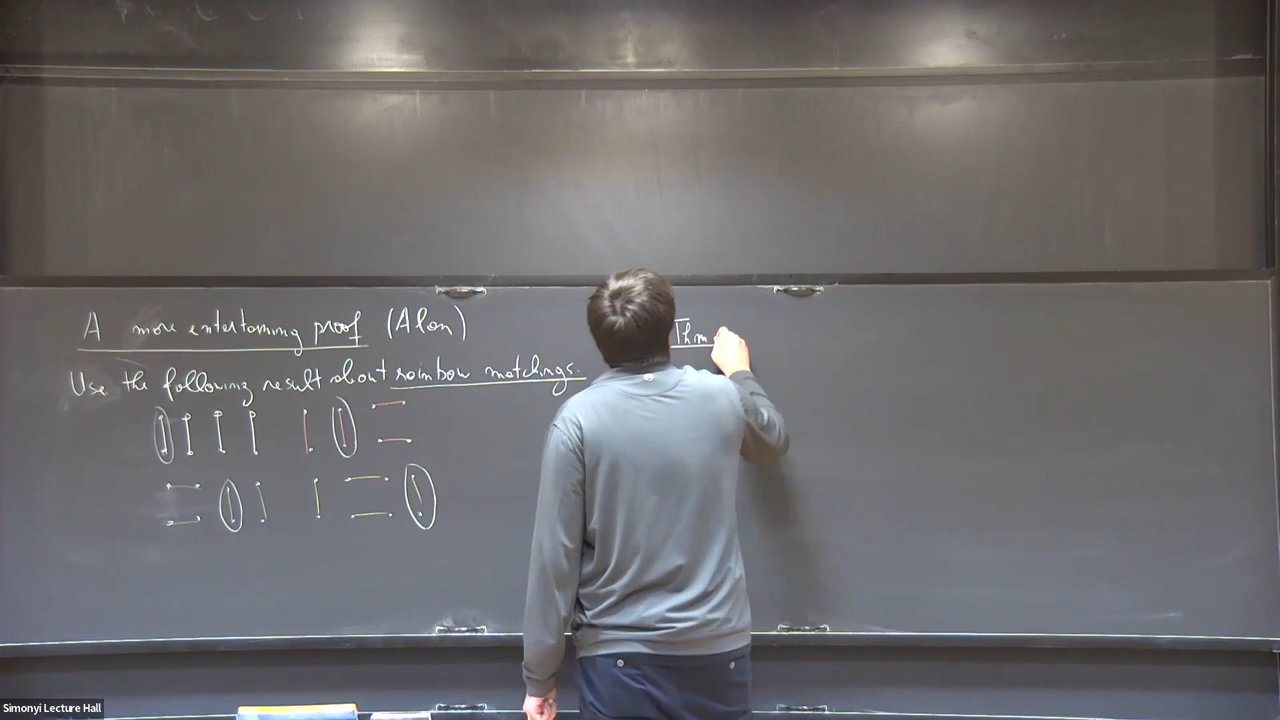 A more entertaining proof (Alon)
Use the following result about rainbow matchings.
Thm
Simonyi Lecture Hall